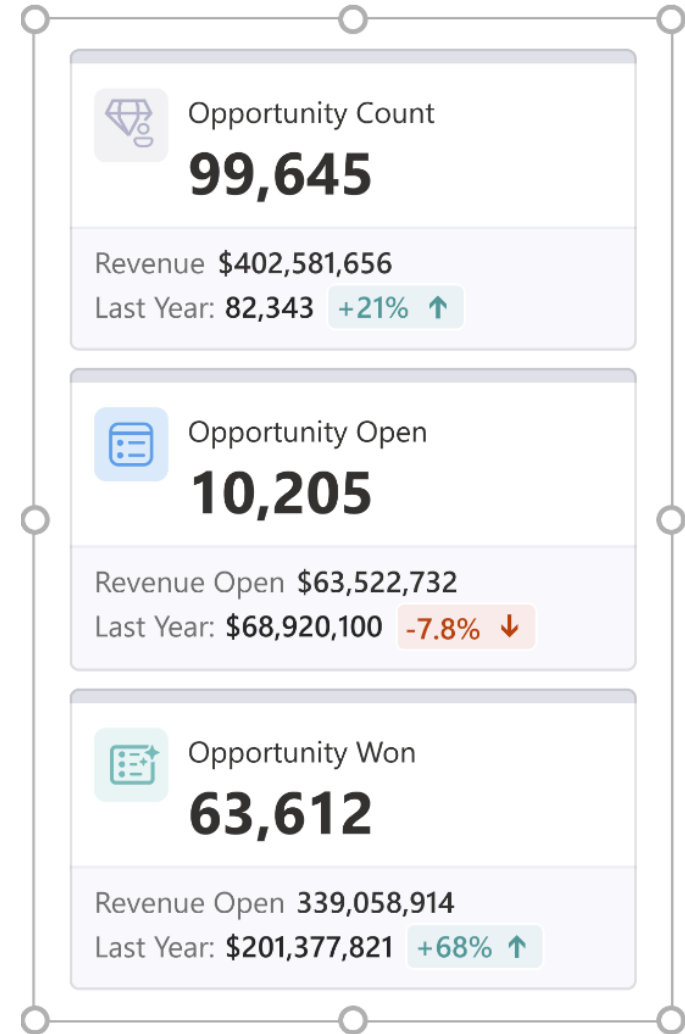 Opportunity Count
99,645
Revenue $402,581,656
Last Year: 82,343 +21% ↑
Opportunity Open
10,205
Revenue Open $63,522,732
Last Year: $68,920,100 -7.8% ↓
Opportunity Won
63,612
Revenue Open 339,058,914
Last Year: $201,377,821 +68% ↑